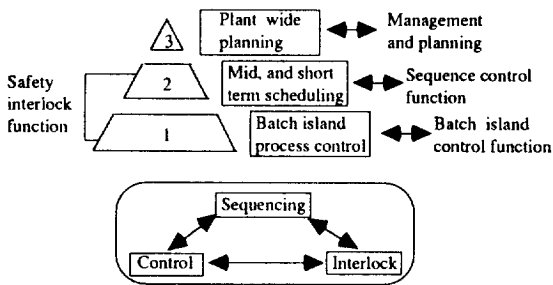 3
Plant wide
planning
Management
and planning
Safety
interlock
function
2
Mid, and short
term scheduling
Sequence control
function
1
Batch island
process control
Batch island
control function
Sequencing
Control
Interlock